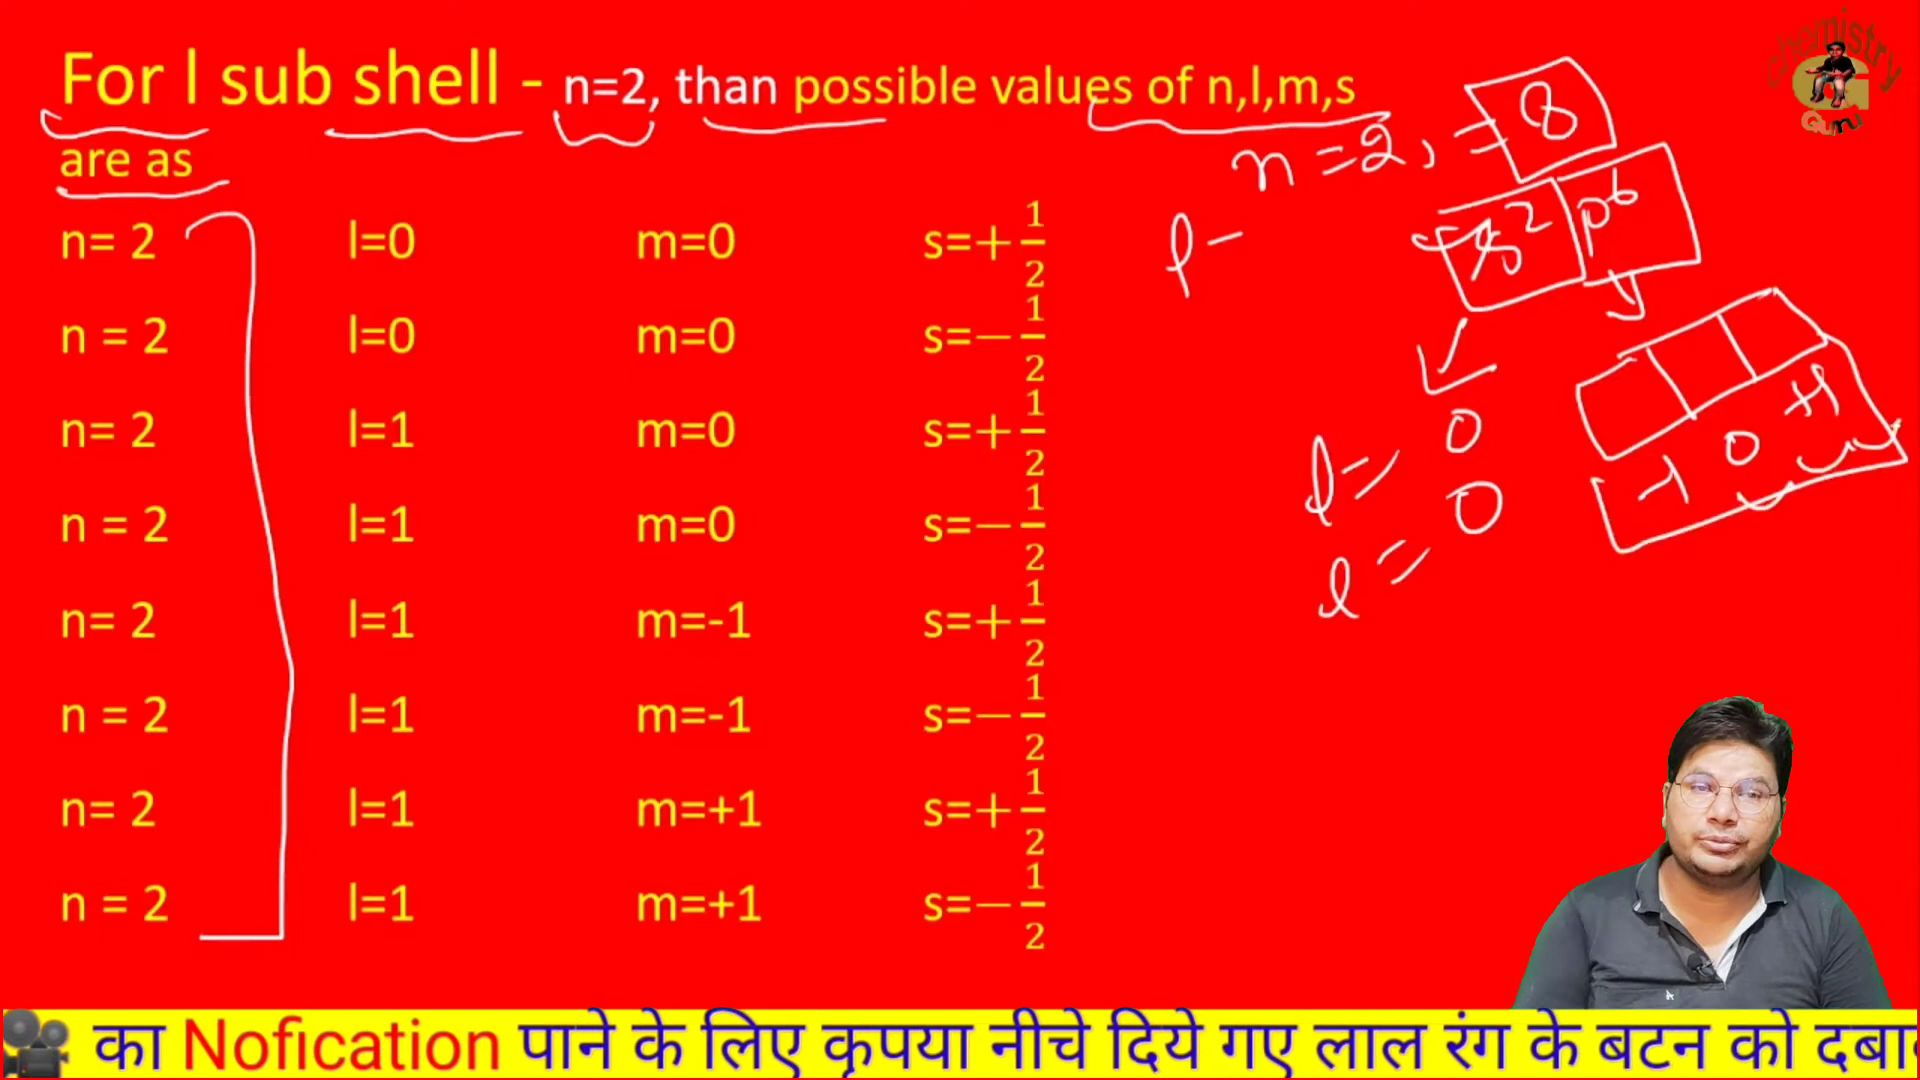 For l sub shell - n=2, than possible values of n,l,m,s
are as
n= 2 l=0 m=0 s=+1/2
n = 2 l=0 m=0 s=−1/2
n= 2 l=1 m=0 s=+1/2
n = 2 l=1 m=0 s=−1/2
n= 2 l=1 m=-1 s=+1/2
n = 2 l=1 m=-1 s=−1/2
n= 2 l=1 m=+1 s=+1/2
n = 2 l=1 m=+1 s=−1/2
n=2, = 8
l- s² p⁶
-1 0 +1
l= 0
l= 0
chemistry
G
Guru
का Nofication पाने के लिए कृपया नीचे दिये गए लाल रंग के बटन को